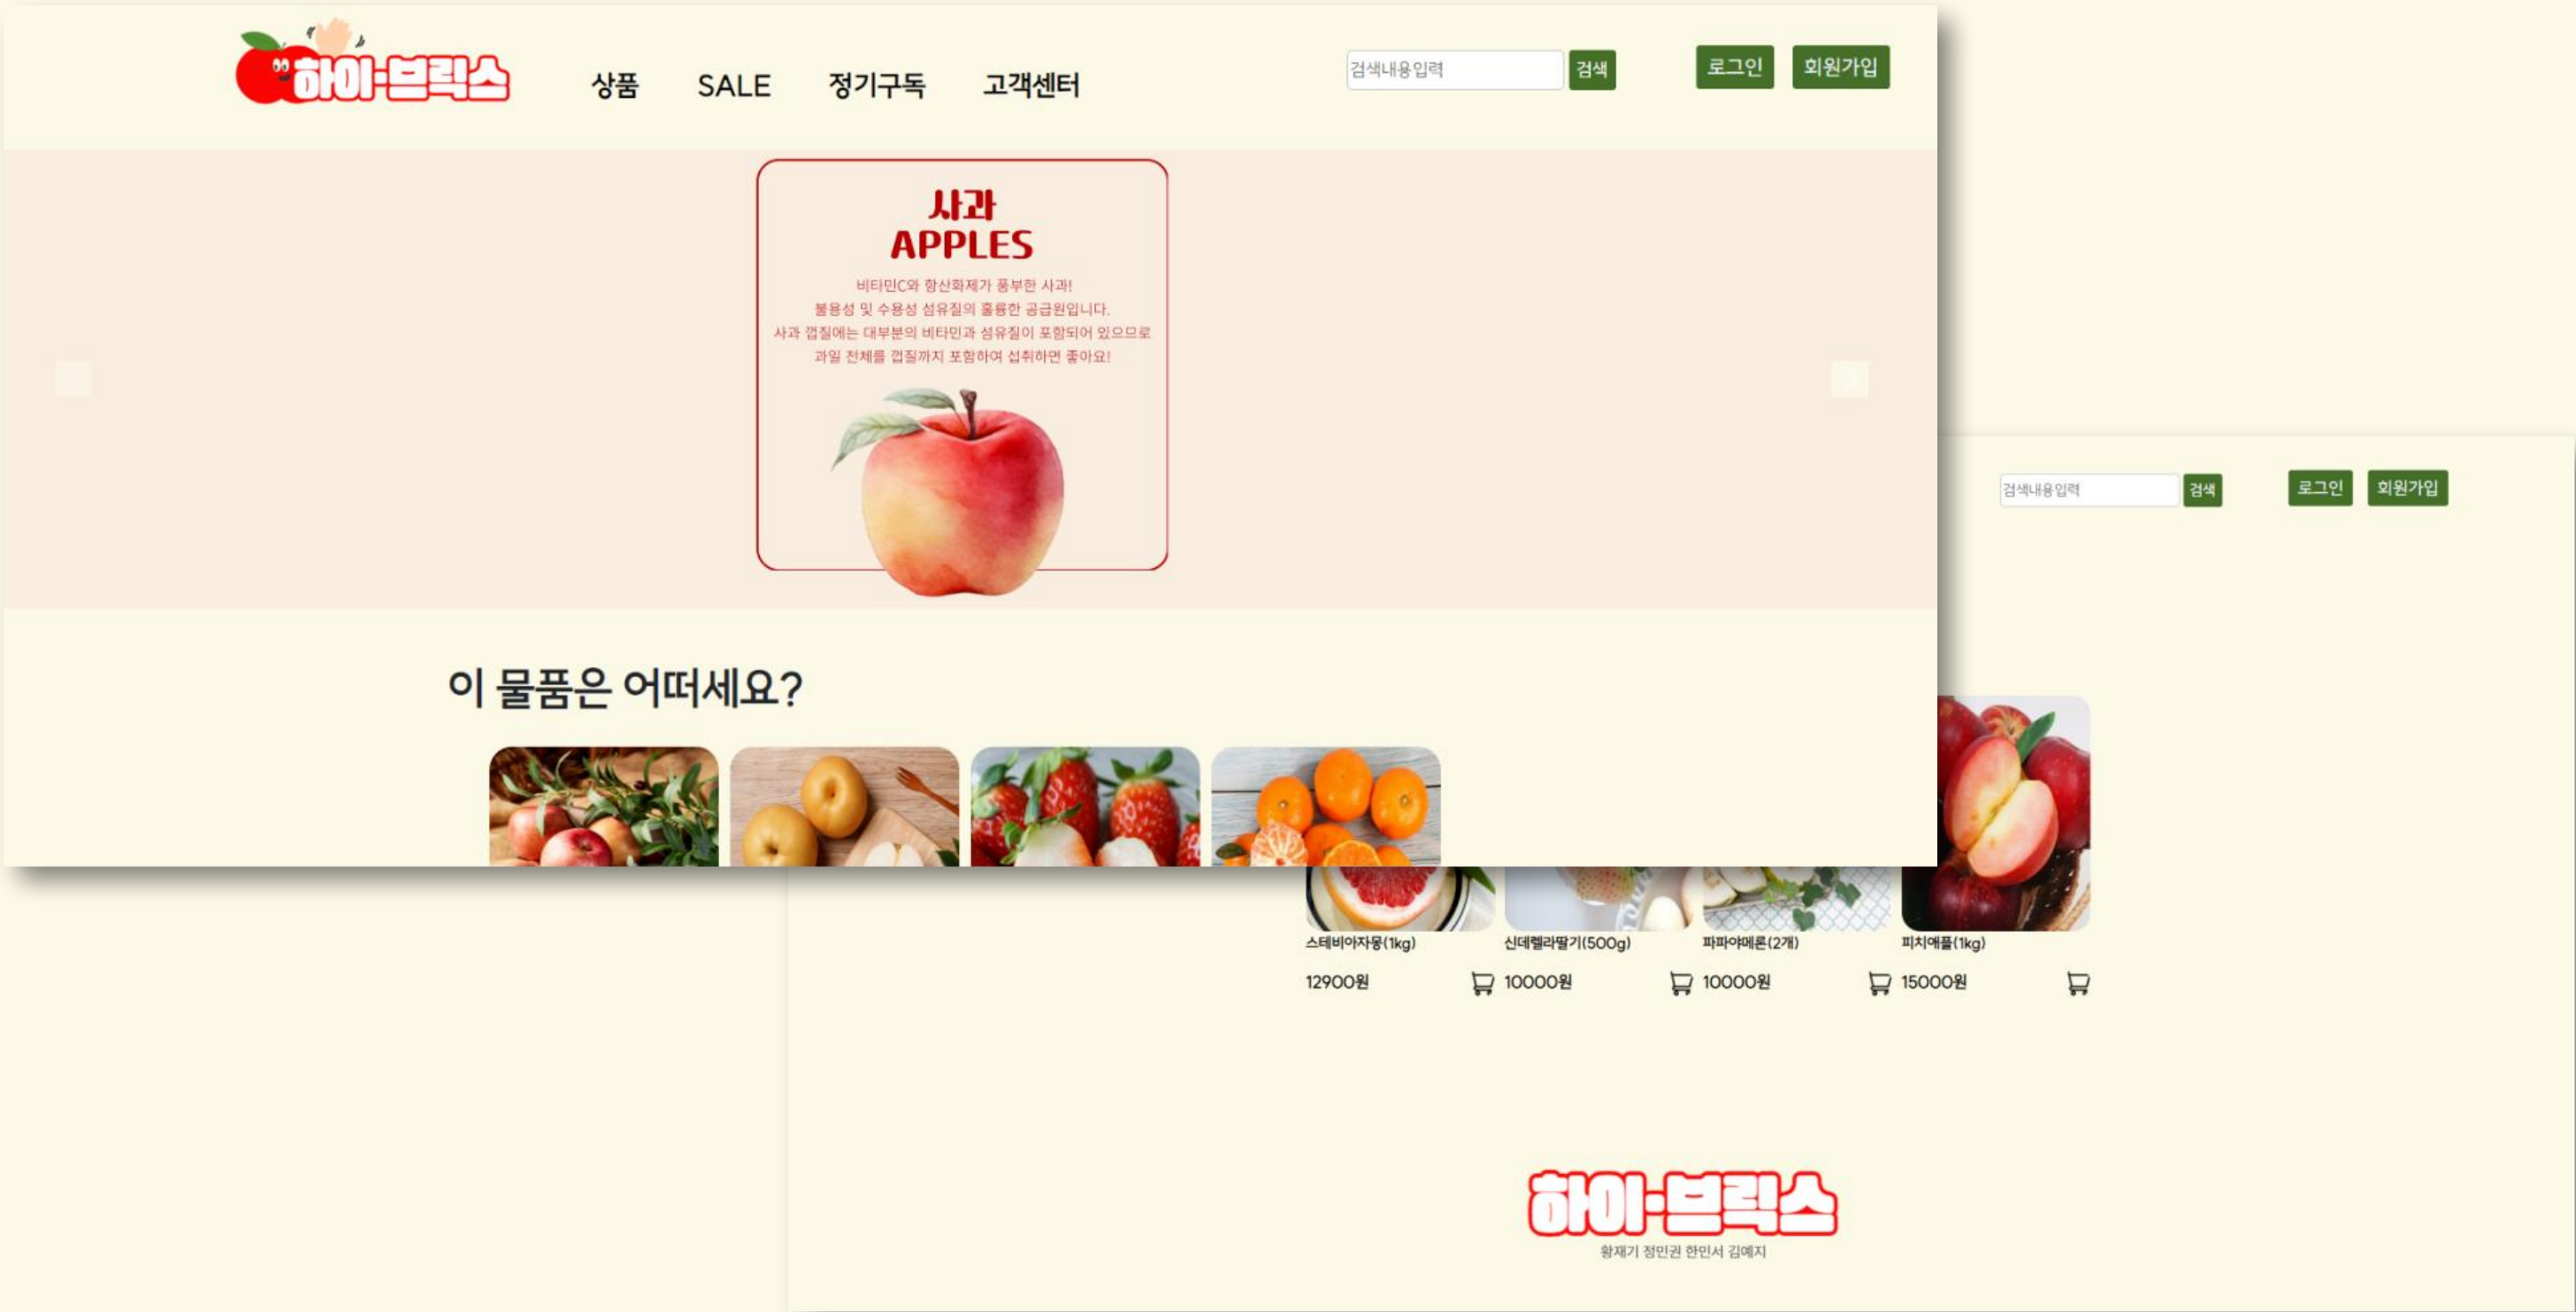 하이·브릭스
상품 SALE 정기구독 고객센터
검색내용입력 검색 로그인 회원가입
사과
APPLES
비타민C와 항산화제가 풍부한 사과!
불용성 및 수용성 섬유질의 훌륭한 공급원입니다.
사과 껍질에는 대부분의 비타민과 섬유질이 포함되어 있으므로
과일 전체를 껍질까지 포함하여 섭취하면 좋아요!
이 물품은 어떠세요?
검색내용입력 검색 로그인 회원가입
스테비아자몽(1kg) 신데렐라딸기(500g) 파파야메론(2개) 피치애플(1kg)
12900원 10000원 10000원 15000원
하이·브릭스
황재기 정민권 한민서 김예지